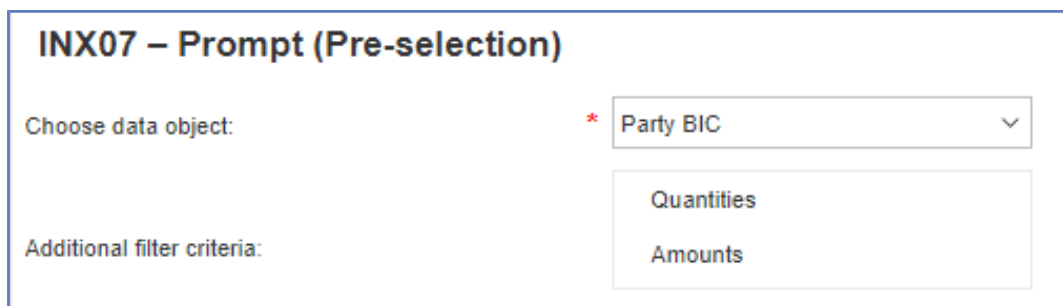 INX07 – Prompt (Pre-selection)
Choose data object:
* Party BIC
Quantities
Additional filter criteria:
Amounts